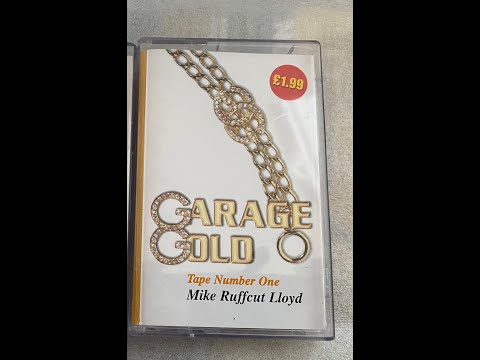 £1.99
GARAGE
GOLD
Tape Number One
Mike Ruffcut Lloyd